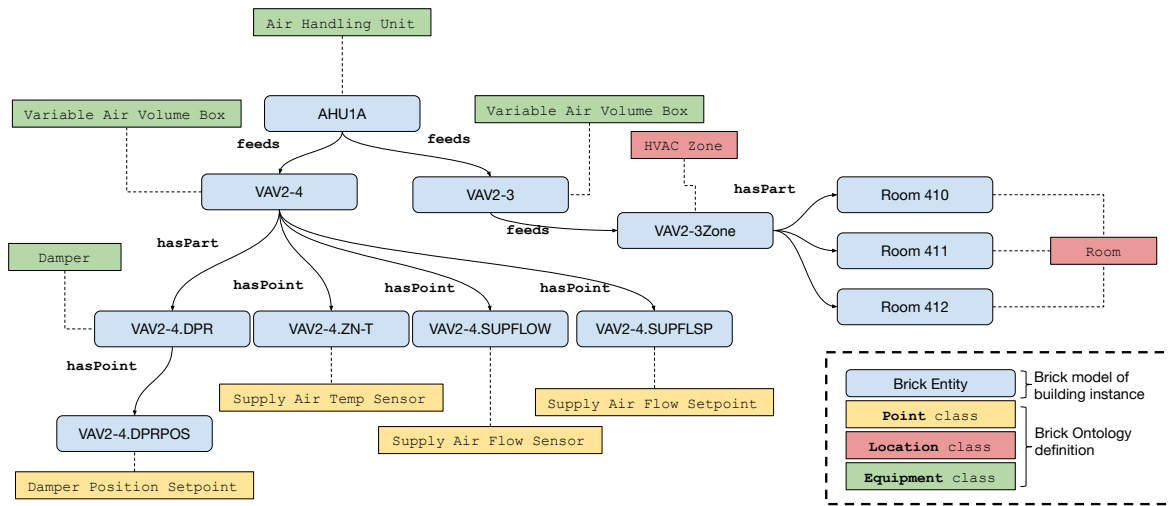 Air Handling Unit
Variable Air Volume Box
AHU1A
Variable Air Volume Box
feeds
feeds
HVAC Zone
VAV2-4
VAV2-3
hasPart
Room 410
feeds
VAV2-3Zone
Room 411
Room
Room 412
hasPart
Damper
hasPoint
hasPoint
hasPoint
VAV2-4.DPR
VAV2-4.ZN-T
VAV2-4.SUPFLOW
VAV2-4.SUPFLSP
hasPoint
Supply Air Temp Sensor
Supply Air Flow Setpoint
VAV2-4.DPRPOS
Supply Air Flow Sensor
Damper Position Setpoint
Brick Entity
Brick model of
building instance
Point class
Location class
Equipment class
Brick Ontology
definition